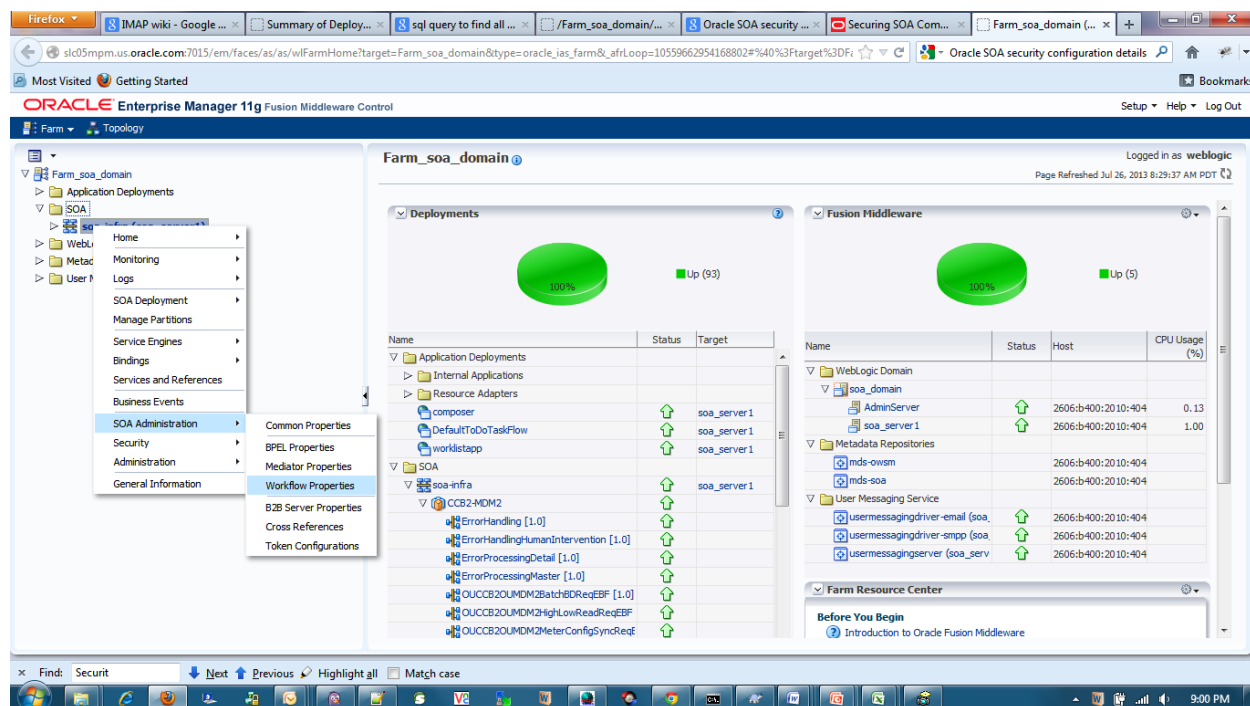 Firefox
IMAP wiki - Google ...
Summary of Deploy...
sql query to find all ...
/Farm_soa_domain/...
Oracle SOA security ...
Securing SOA Com...
Farm_soa_domain (...
slc05mpm.us.oracle.com:7015/em/faces/as/as/wlFarmHome?target=Farm_soa_domain&type=oracle_ias_farm&_afrLoop=10559662954168802#%40%3Ftarget%3DFa
Oracle SOA security configuration details
Most Visited
Getting Started
Bookmarks
ORACLE Enterprise Manager 11g Fusion Middleware Control
Setup Help Log Out
Farm Topology
Farm_soa_domain
Application Deployments
SOA
soa-infra (soa_server1)
WebL
Metad
User M
Home
Monitoring
Logs
SOA Deployment
Manage Partitions
Service Engines
Bindings
Services and References
Business Events
SOA Administration
Security
Administration
General Information
Common Properties
BPEL Properties
Mediator Properties
Workflow Properties
B2B Server Properties
Cross References
Token Configurations
Farm_soa_domain
Logged in as weblogic
Page Refreshed Jul 26, 2013 8:29:37 AM PDT
Deployments
100%
Up (93)
Name Status Target
Application Deployments
Internal Applications
Resource Adapters
composer soa_server1
DefaultToDoTaskFlow soa_server1
worklistapp soa_server1
SOA
soa-infra soa_server1
CCB2-MDM2
ErrorHandling [1.0]
ErrorHandlingHumanIntervention [1.0]
ErrorProcessingDetail [1.0]
ErrorProcessingMaster [1.0]
OUCCB2OUMDM2BatchBDReqEBF [1.0]
OUCCB2OUMDM2HighLowReadReqEBF
OUCCB2OUMDM2MeterConfigSyncReqE
Fusion Middleware
100%
Up (5)
Name Status Host CPU Usage (%)
WebLogic Domain
soa_domain
AdminServer 2606:b400:2010:404 0.13
soa_server1 2606:b400:2010:404 1.00
Metadata Repositories
mds-owsm 2606:b400:2010:404
mds-soa 2606:b400:2010:404
User Messaging Service
usermessagingdriver-email (soa_ 2606:b400:2010:404
usermessagingdriver-smpp (soa_ 2606:b400:2010:404
usermessagingserver (soa_serv 2606:b400:2010:404
Farm Resource Center
Before You Begin
Introduction to Oracle Fusion Middleware
Find: Securit Next Previous Highlight all Match case
9:00 PM